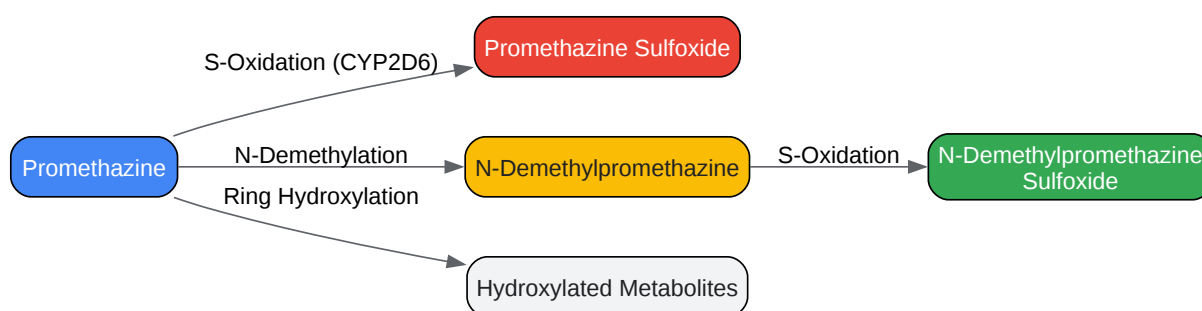 Promethazine Sulfoxide
S-Oxidation (CYP2D6)
Promethazine
N-Demethylation
N-Demethylpromethazine
S-Oxidation
N-Demethylpromethazine
Sulfoxide
Ring Hydroxylation
Hydroxylated Metabolites